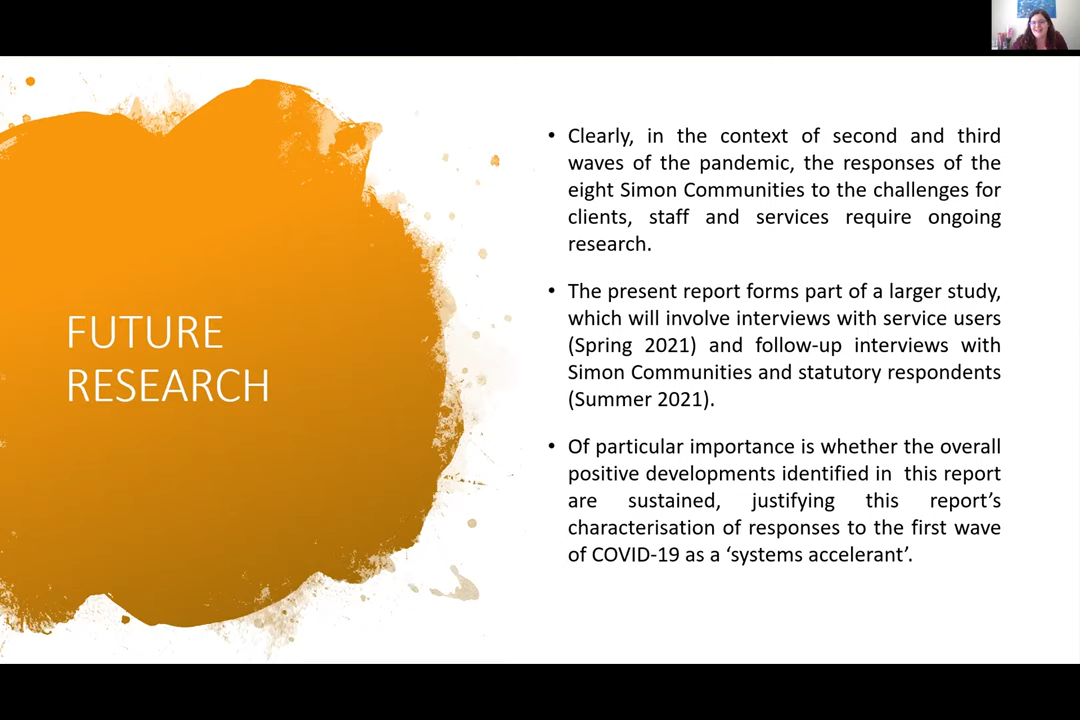 FUTURE
RESEARCH
• Clearly, in the context of second and third
waves of the pandemic, the responses of the
eight Simon Communities to the challenges for
clients, staff and services require ongoing
research.
• The present report forms part of a larger study,
which will involve interviews with service users
(Spring 2021) and follow-up interviews with
Simon Communities and statutory respondents
(Summer 2021).
• Of particular importance is whether the overall
positive developments identified in this report
are sustained, justifying this report’s
characterisation of responses to the first wave
of COVID-19 as a ‘systems accelerant’.